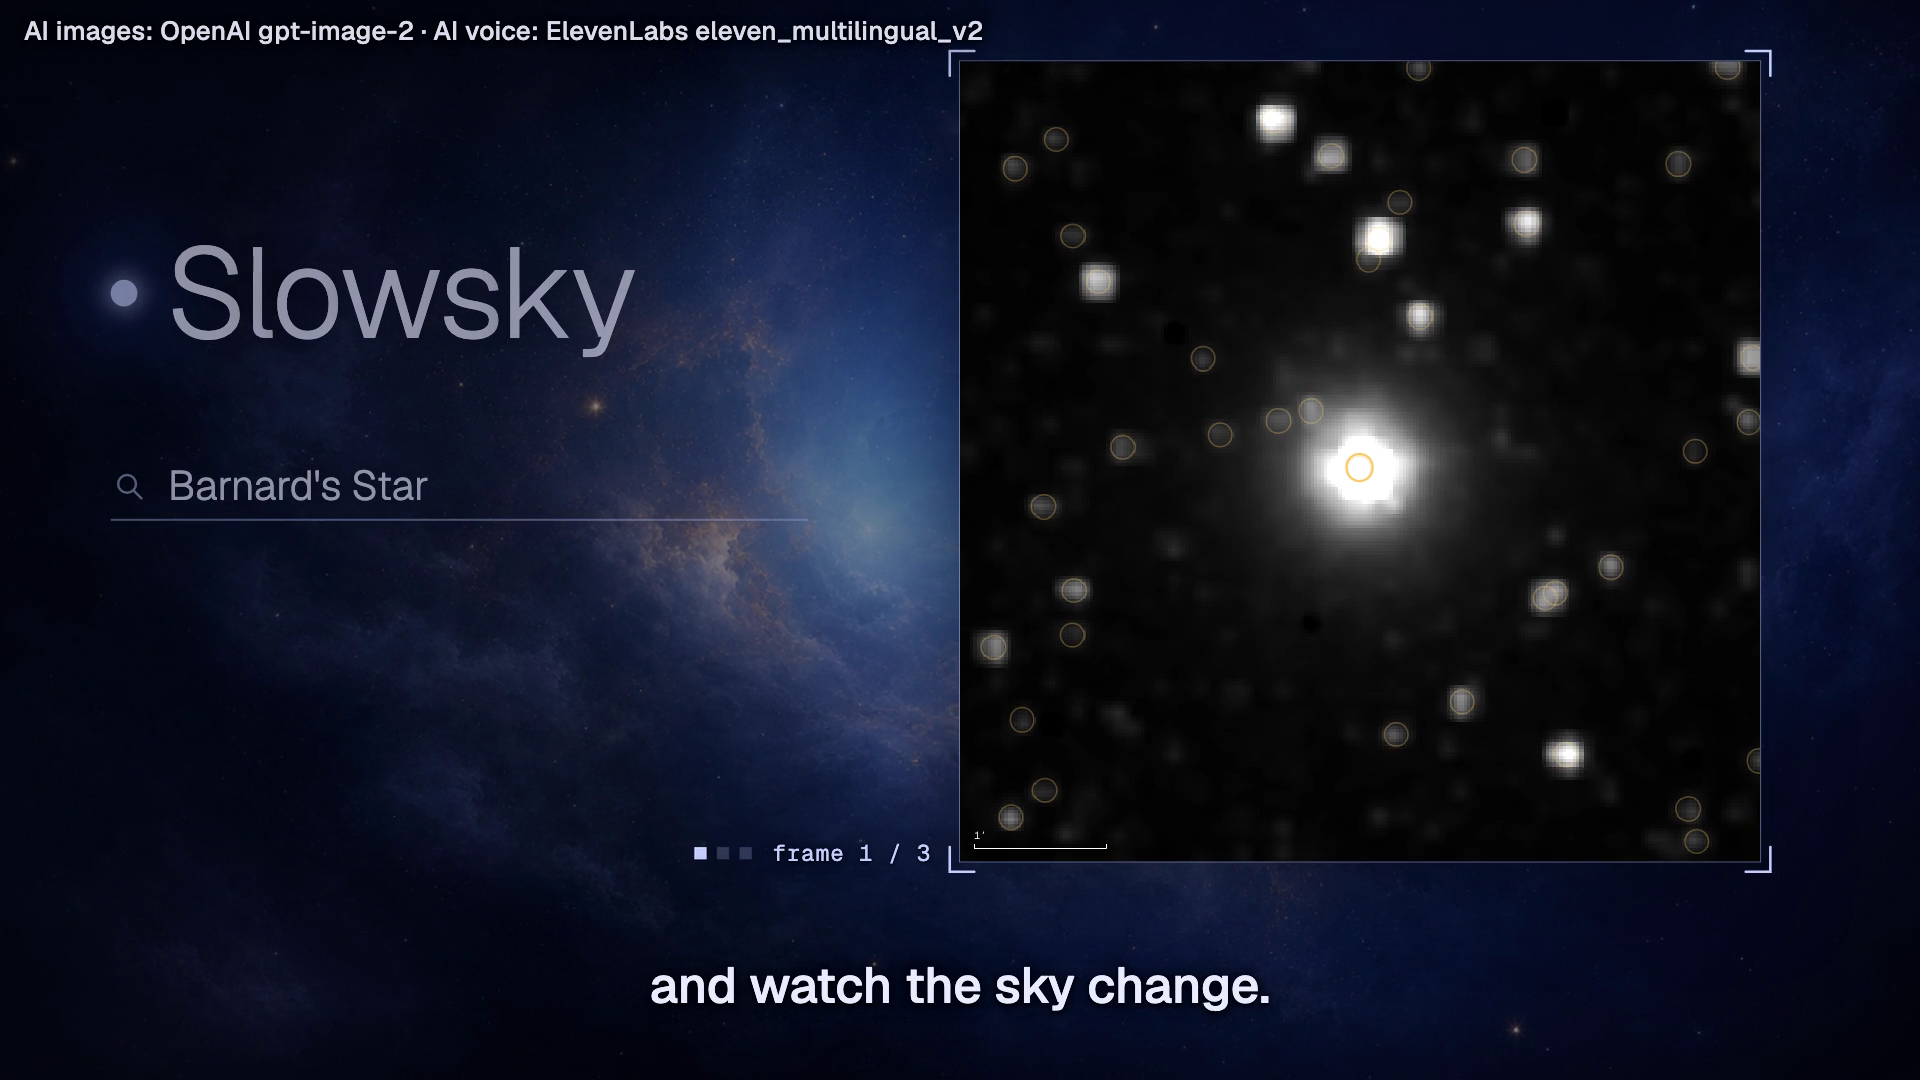 AI images: OpenAI gpt-image-2 · AI voice: ElevenLabs eleven_multilingual_v2
Slowsky
Barnard's Star
1'
frame 1 / 3
and watch the sky change.